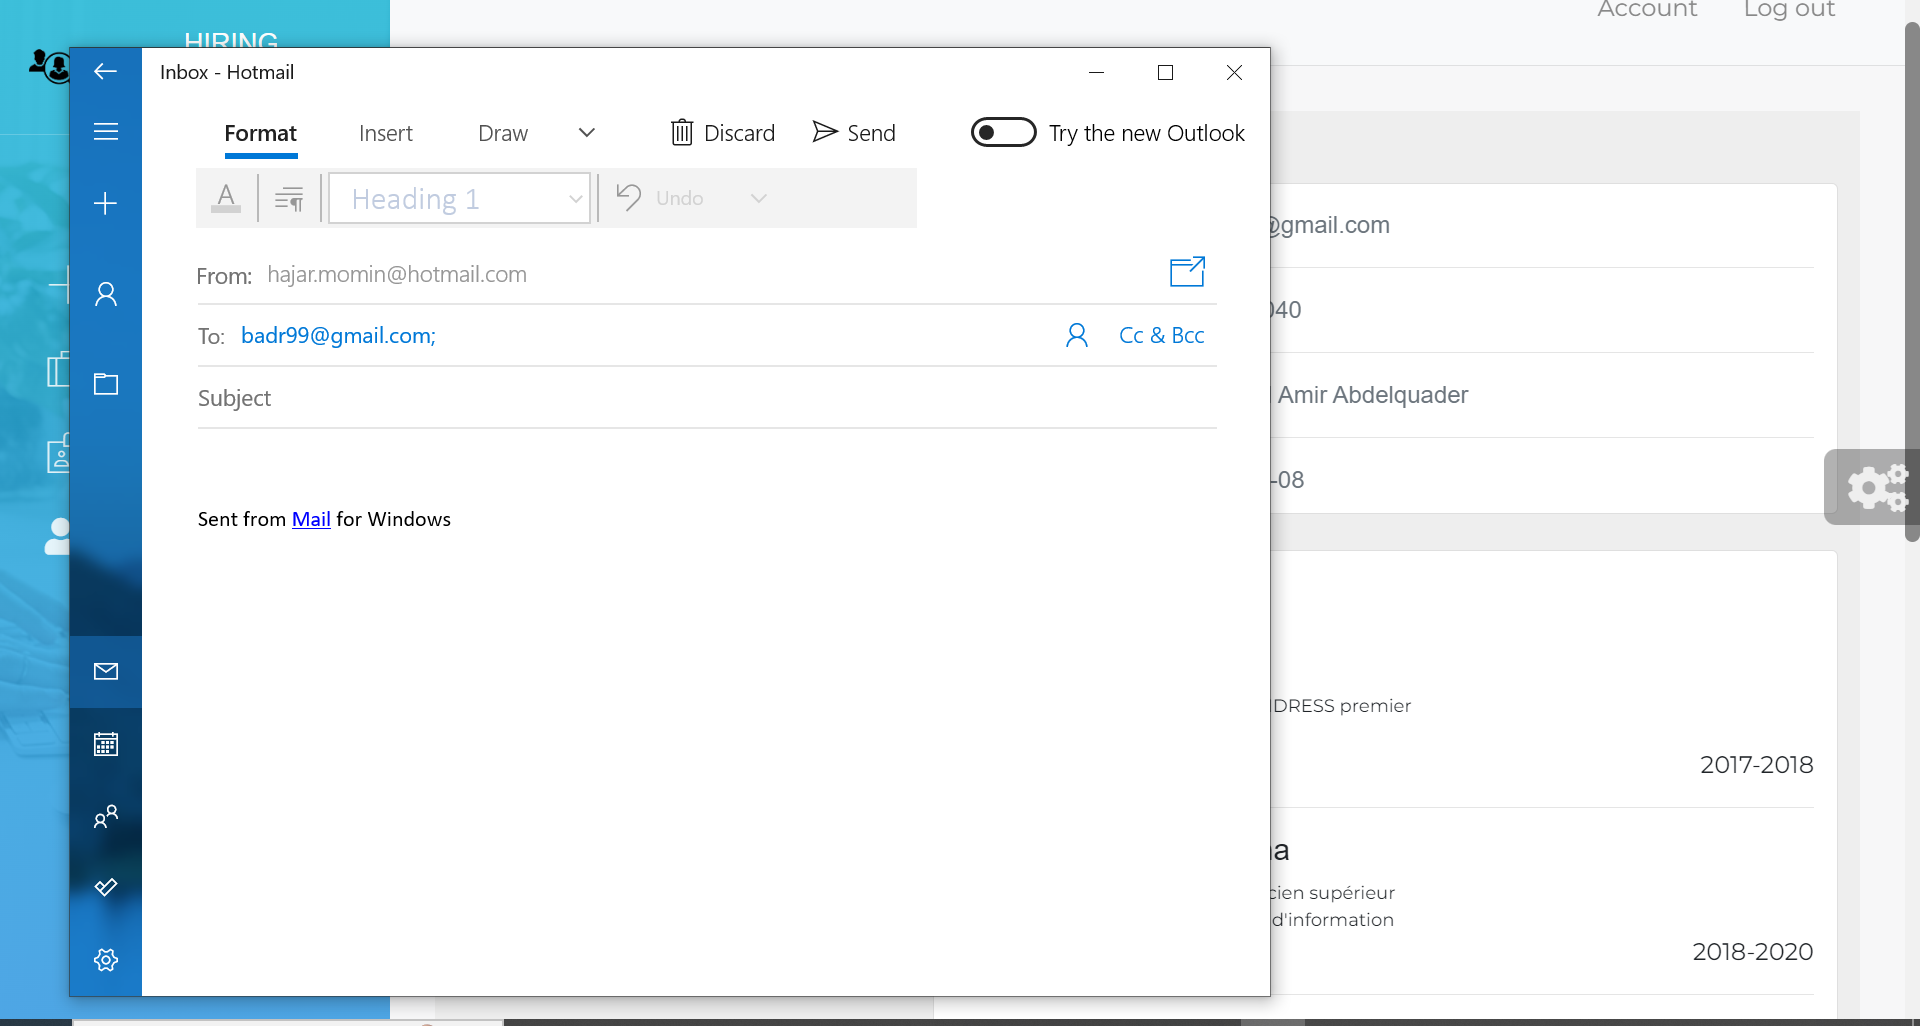 HIRING
Account Log out
Inbox - Hotmail
Format Insert Draw Discard Send Try the new Outlook
A Heading 1 Undo
From: hajar.momin@hotmail.com
To: badr99@gmail.com; Cc & Bcc
Subject
Sent from Mail for Windows
@gmail.com
040
Amir Abdelquader
-08
DRESS premier
2017-2018
na
cien supérieur
d'information
2018-2020